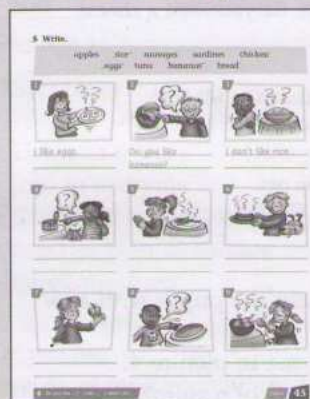 5 Write.
apples rice sausages sardines chicken
eggs tuna bananas bread
1 2 3
I like eggs.
Do you like
bananas?
I don't like rice.
4 5 6
7 8 9
45